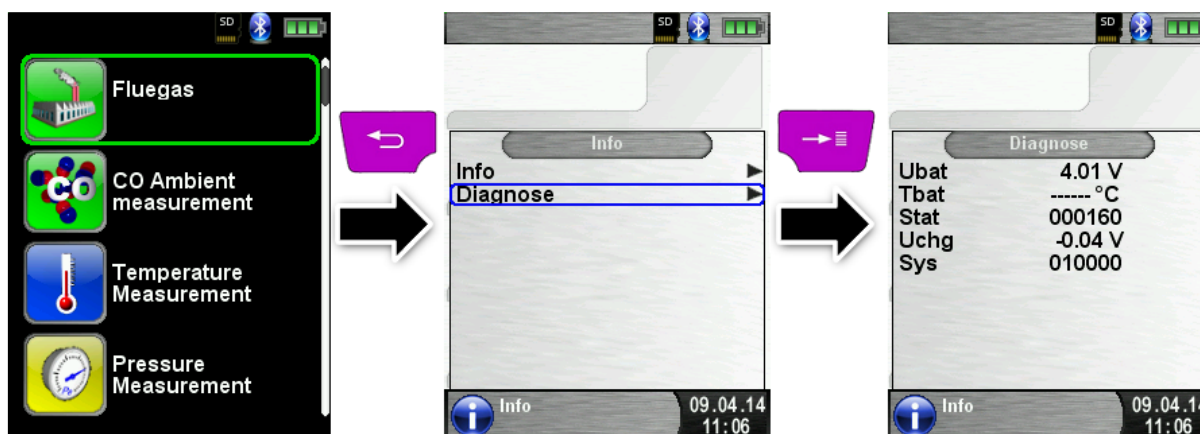 SD
Fluegas
CO
CO Ambient
measurement
Temperature
Measurement
Pa
Pressure
Measurement
SD
Info
Info
Diagnose
Info
09.04.14
11:06
SD
Diagnose
Ubat 4.01 V
Tbat ------ °C
Stat 000160
Uchg -0.04 V
Sys 010000
Info
09.04.14
11:06